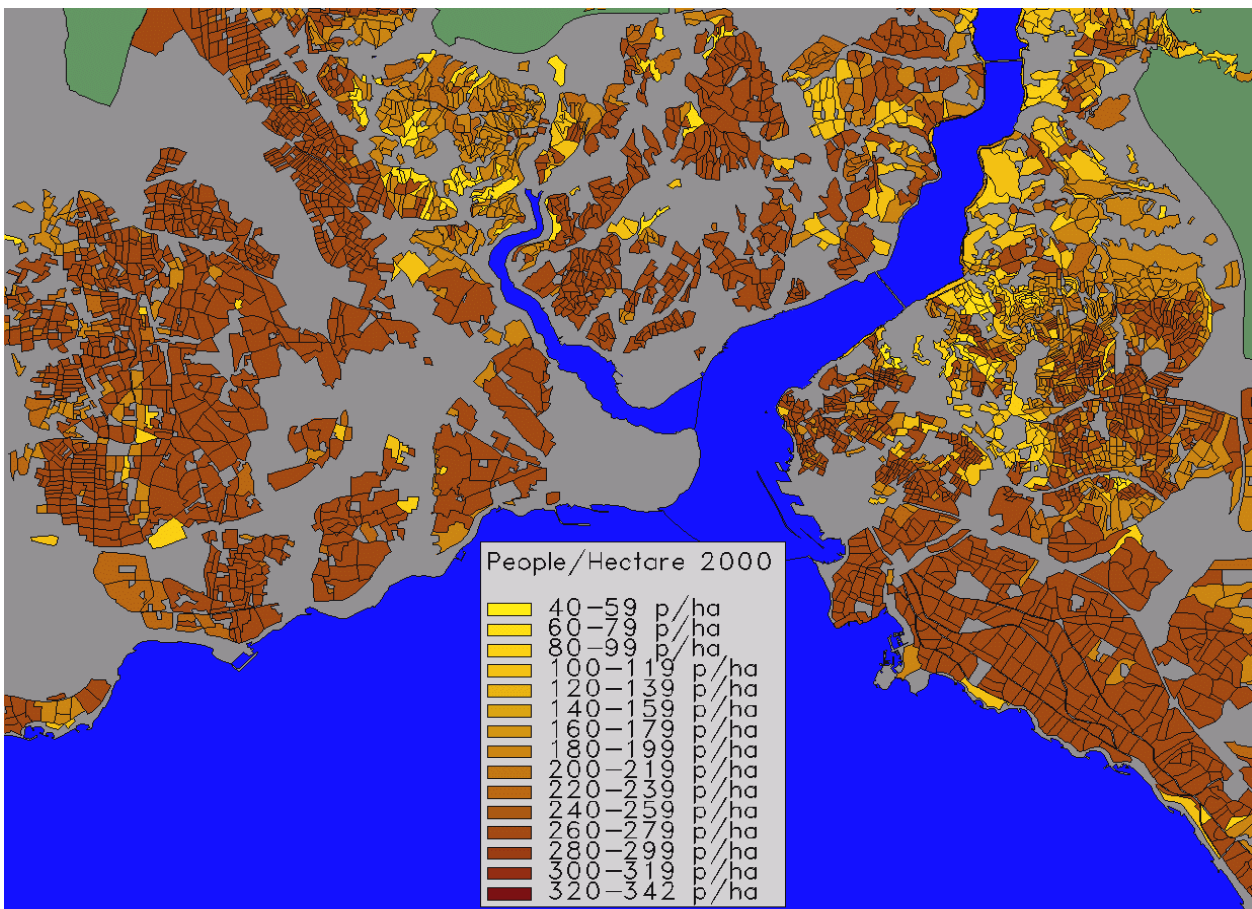 People/Hectare 2000
40-59 p/ha
60-79 p/ha
80-99 p/ha
100-119 p/ha
120-139 p/ha
140-159 p/ha
160-179 p/ha
180-199 p/ha
200-219 p/ha
220-239 p/ha
240-259 p/ha
260-279 p/ha
280-299 p/ha
300-319 p/ha
320-342 p/ha